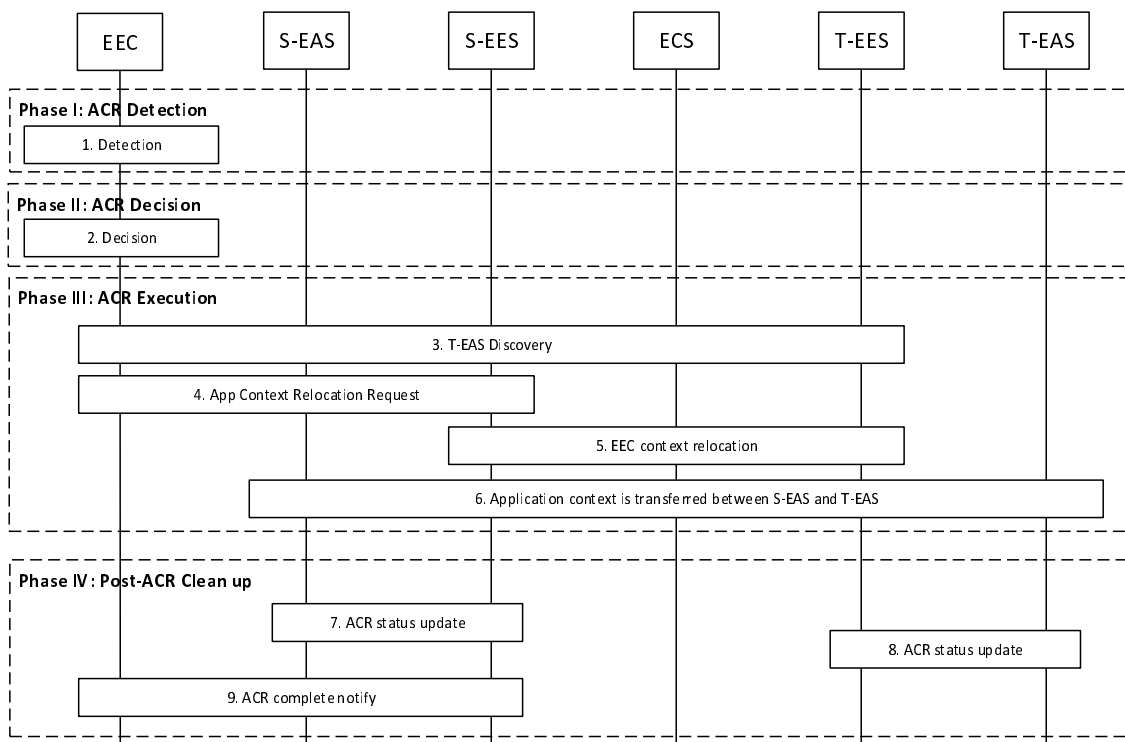 EEC
S-EAS
S-EES
ECS
T-EES
T-EAS
Phase I: ACR Detection
1. Detection
Phase II: ACR Decision
2. Decision
Phase III: ACR Execution
3. T-EAS Discovery
4. App Context Relocation Request
5. EEC context relocation
6. Application context is transferred between S-EAS and T-EAS
Phase IV: Post-ACR Clean up
7. ACR status update
8. ACR status update
9. ACR complete notify